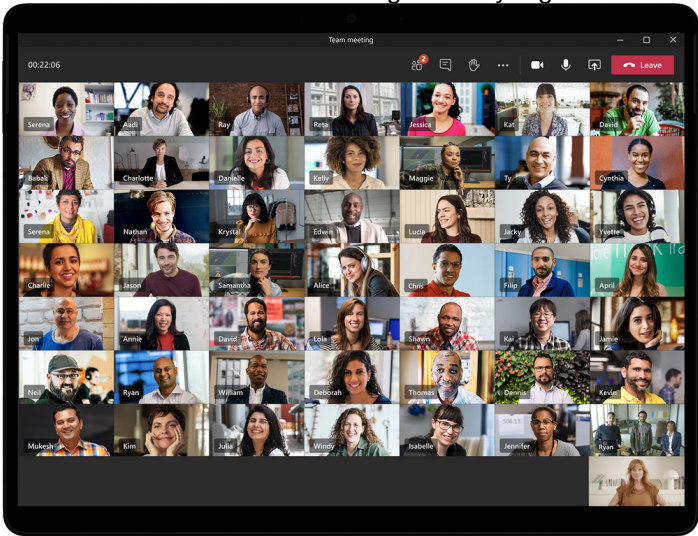 Team meeting
00:22:06
2
Leave
Serena Aadi Ray Reta Jessica Kat David
Babak Charlotte Danielle Kelly Maggie Ty Cynthia
Serena Nathan Krystal Edwin Lucia Jacky Yvette
Charlie Jason Samantha Alice Chris Filip April
Jon Annie David Lola Shawn Kai Jamie
Neil Ryan William Deborah Thomas Dennis Kevin
Mukesh Kim Julia Windy Isabelle Jennifer Ryan